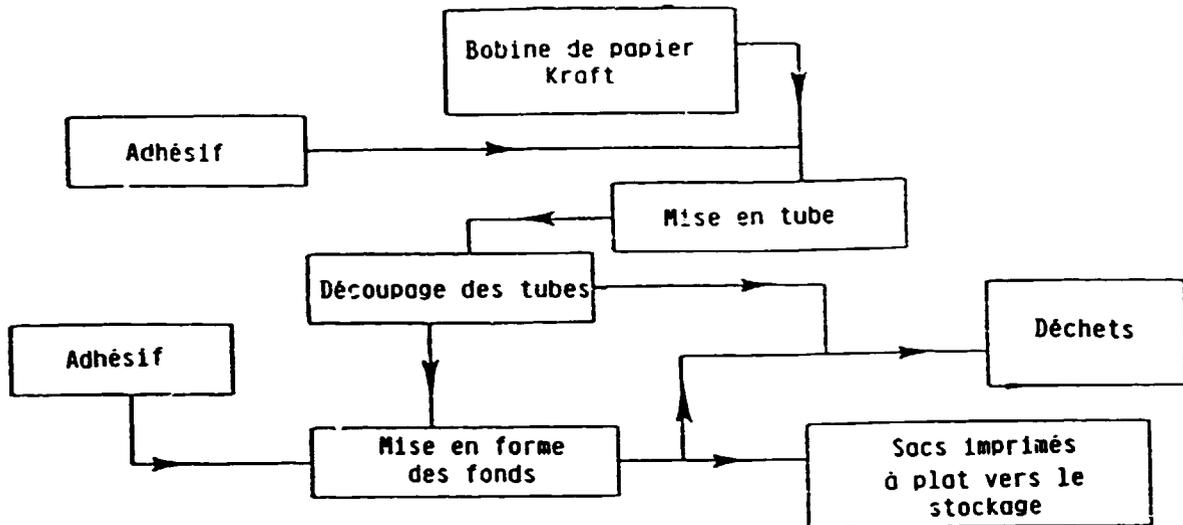 Bobine de papier
Kraft
Adhésif
Mise en tube
Découpage des tubes
Déchets
Adhésif
Mise en forme
des fonds
Sacs imprimés
à plat vers le
stockage